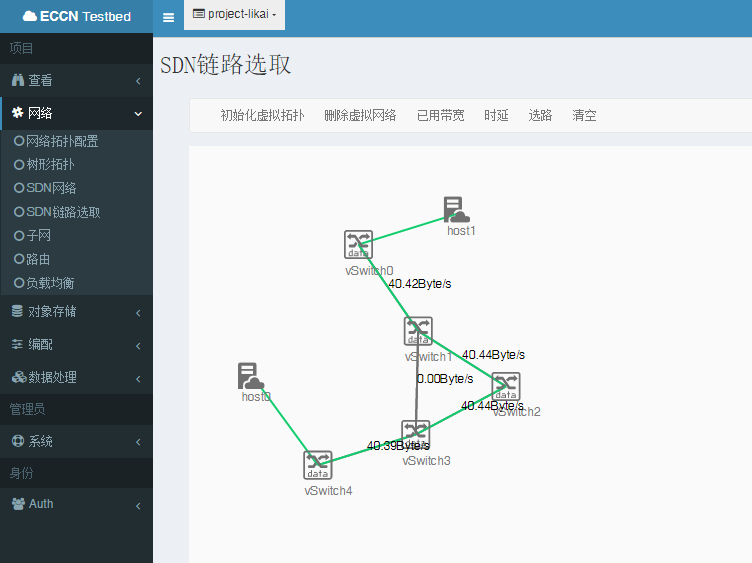 ECCN Testbed
project-likai
项目
查看
网络
网络拓扑配置
树形拓扑
SDN网络
SDN链路选取
子网
路由
负载均衡
对象存储
编配
数据处理
管理员
系统
身份
Auth
SDN链路选取
初始化虚拟拓扑 删除虚拟网络 已用带宽 时延 选路 清空
host1
data
vSwitch0
40.42Byte/s
data
vSwitch1
40.44Byte/s
0.00Byte/s
data
vSwitch2
40.44Byte/s
host0
40.39Byte/s
data
vSwitch3
data
vSwitch4